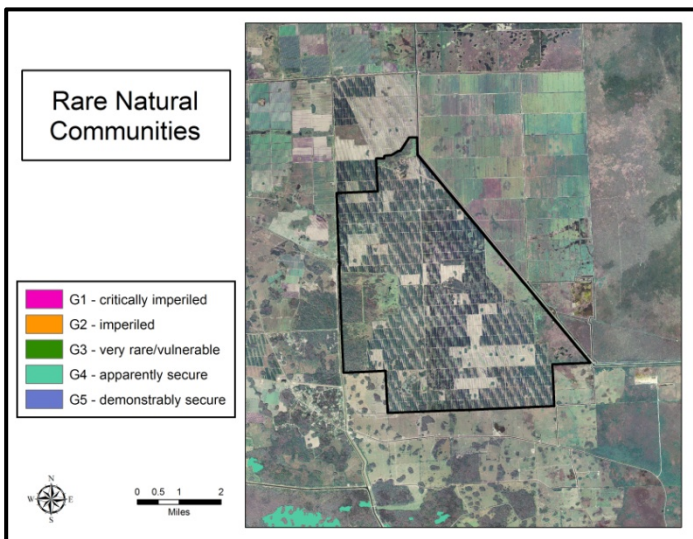 Rare Natural
Communities
G1 - critically imperiled
G2 - imperiled
G3 - very rare/vulnerable
G4 - apparently secure
G5 - demonstrably secure
N
W E
S
0 0.5 1 2
Miles